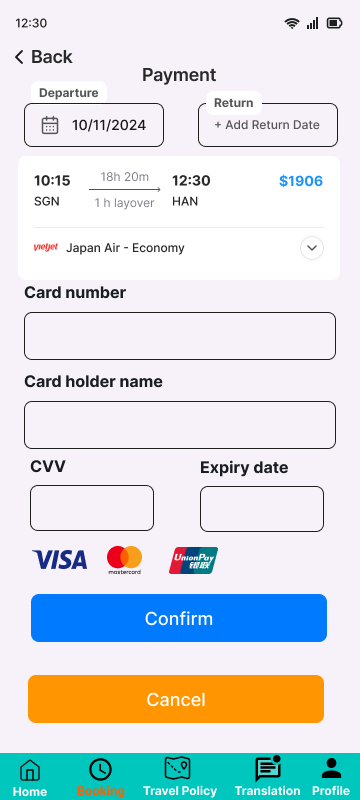 12:30
Back
Payment
Departure
Return
10/11/2024
+ Add Return Date
10:15
18h 20m
12:30
$1906
SGN
1 h layover
HAN
vietjet
Japan Air - Economy
Card number
Card holder name
CVV
Expiry date
VISA
mastercard
UnionPay
银联
Confirm
Cancel
Home
Booking
Travel Policy
Translation
Profile